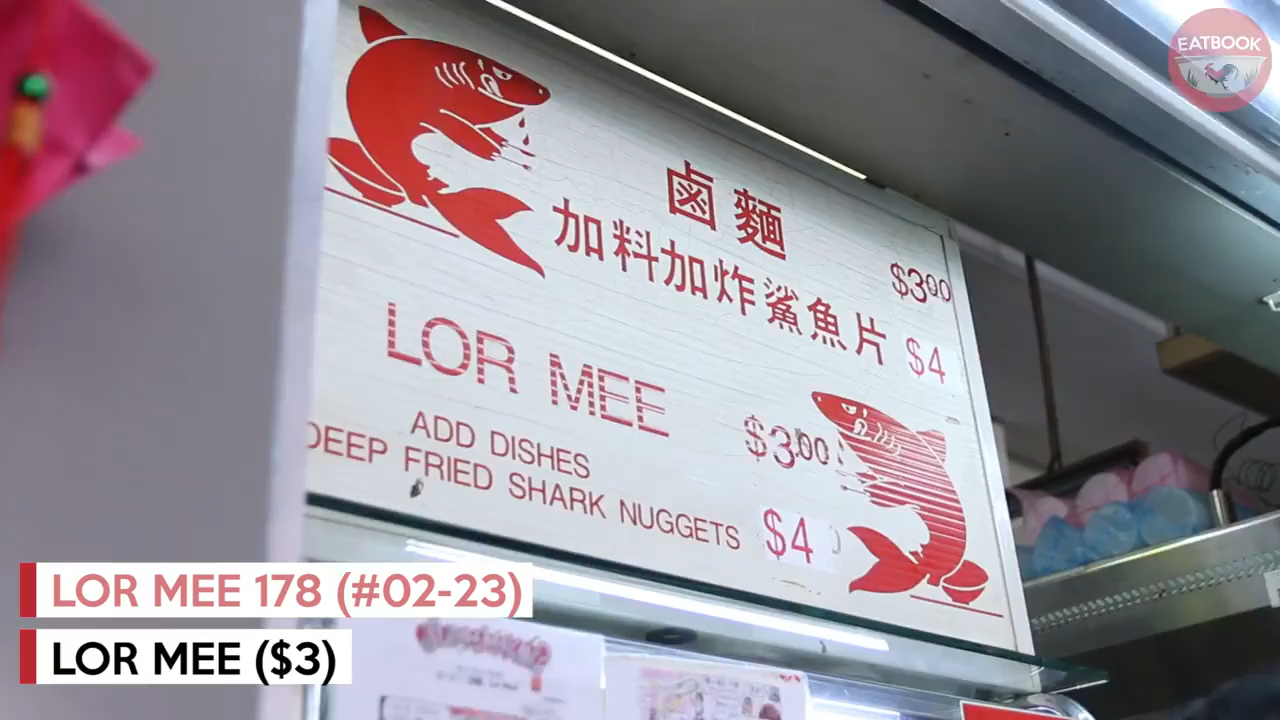 EATBOOK
鹵麵
$3.00
加料加炸鯊魚片 $4
LOR MEE
$3.00
ADD DISHES
DEEP FRIED SHARK NUGGETS $4
LOR MEE 178 (#02-23)
LOR MEE ($3)